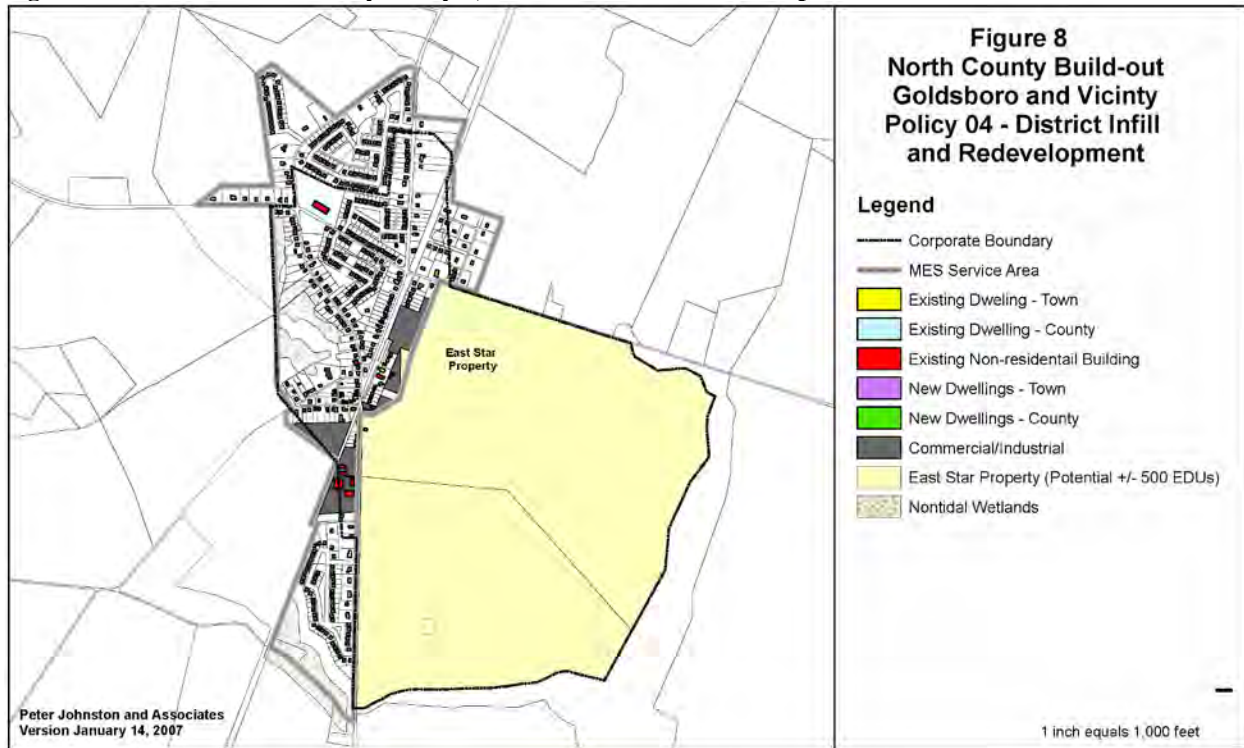 Figure 8
North County Build-out
Goldsboro and Vicinty
Policy 04 - District Infill
and Redevelopment
Legend
Corporate Boundary
MES Service Area
Existing Dweling - Town
Existing Dwelling - County
Existing Non-residentail Building
New Dwellings - Town
New Dwellings - County
Commercial/Industrial
East Star Property (Potential +/- 500 EDUs)
Nontidal Wetlands
East Star
Property
Peter Johnston and Associates
Version January 14, 2007
1 inch equals 1,000 feet